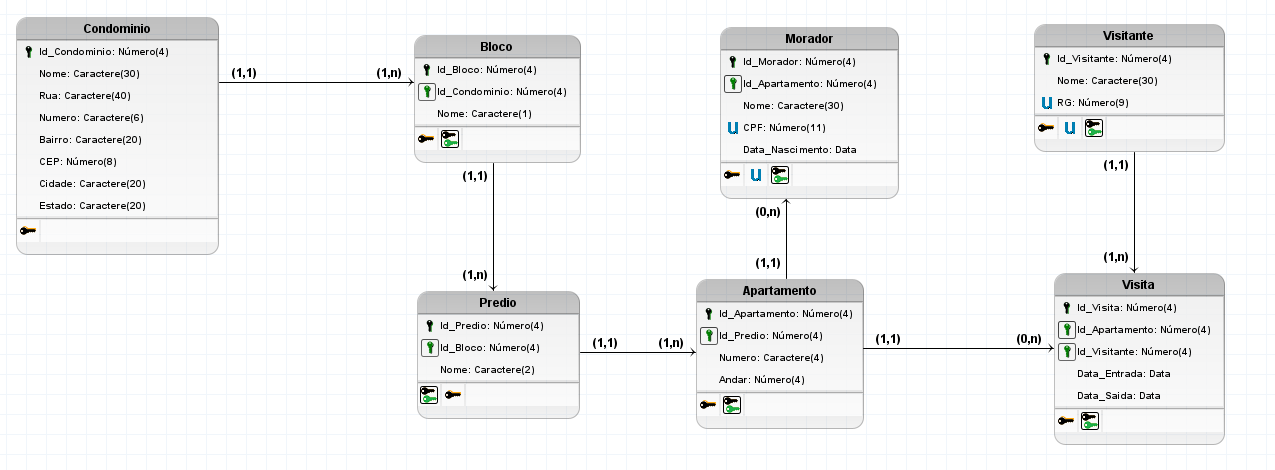 Condominio
Id_Condominio: Número(4)
Nome: Caractere(30)
Rua: Caractere(40)
Numero: Caractere(6)
Bairro: Caractere(20)
CEP: Número(8)
Cidade: Caractere(20)
Estado: Caractere(20)
(1,1)
(1,n)
Bloco
Id_Bloco: Número(4)
Id_Condominio: Número(4)
Nome: Caractere(1)
(1,1)
(1,n)
Predio
Id_Predio: Número(4)
Id_Bloco: Número(4)
Nome: Caractere(2)
(1,1)
(1,n)
Morador
Id_Morador: Número(4)
Id_Apartamento: Número(4)
Nome: Caractere(30)
u CPF: Número(11)
Data_Nascimento: Data
u
(0,n)
(1,1)
Apartamento
Id_Apartamento: Número(4)
Id_Predio: Número(4)
Numero: Caractere(4)
Andar: Número(4)
(1,1)
(0,n)
Visitante
Id_Visitante: Número(4)
Nome: Caractere(30)
u RG: Número(9)
u
(1,1)
(1,n)
Visita
Id_Visita: Número(4)
Id_Apartamento: Número(4)
Id_Visitante: Número(4)
Data_Entrada: Data
Data_Saida: Data